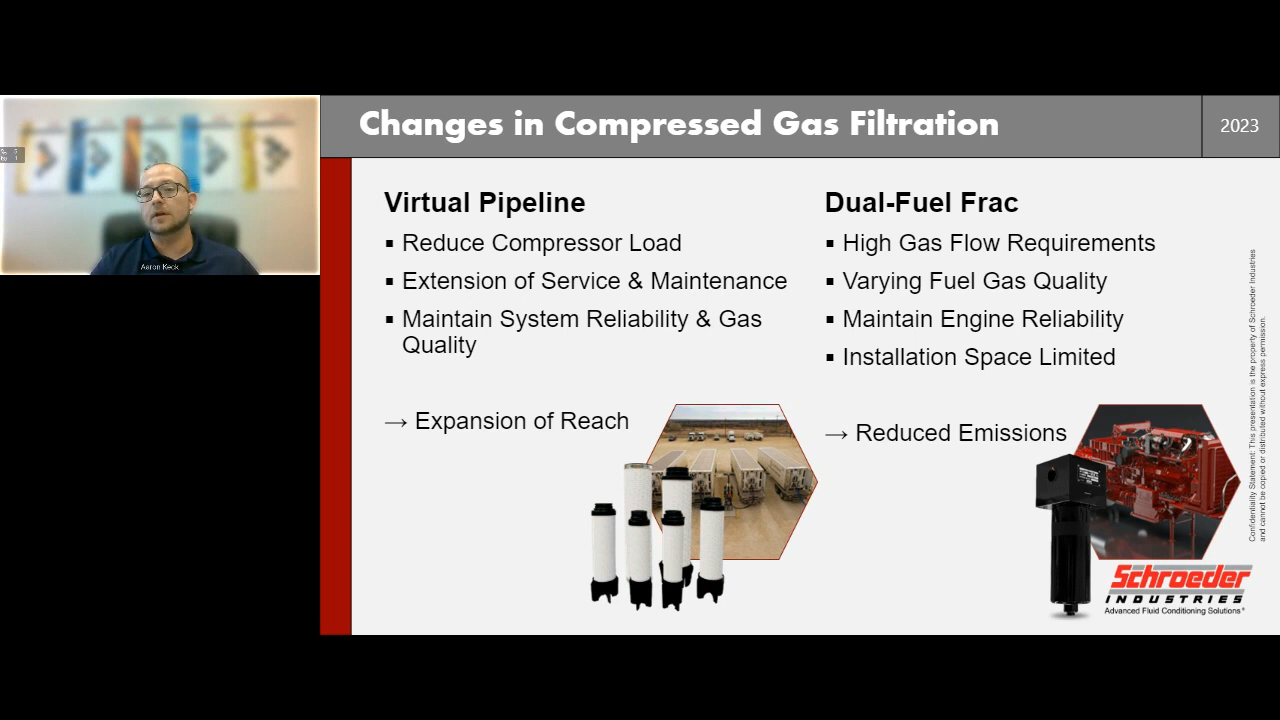 Changes in Compressed Gas Filtration
2023
Aaron Keck
Virtual Pipeline
▪ Reduce Compressor Load
▪ Extension of Service & Maintenance
▪ Maintain System Reliability & Gas
Quality
→ Expansion of Reach
Dual-Fuel Frac
▪ High Gas Flow Requirements
▪ Varying Fuel Gas Quality
▪ Maintain Engine Reliability
▪ Installation Space Limited
→ Reduced Emissions
Confidentiality Statement: This presentation is the property of Schroeder Industries
and cannot be copied or distributed without express permission.
SCHROEDER
INDUSTRIES
Advanced Fluid Conditioning Solutions®